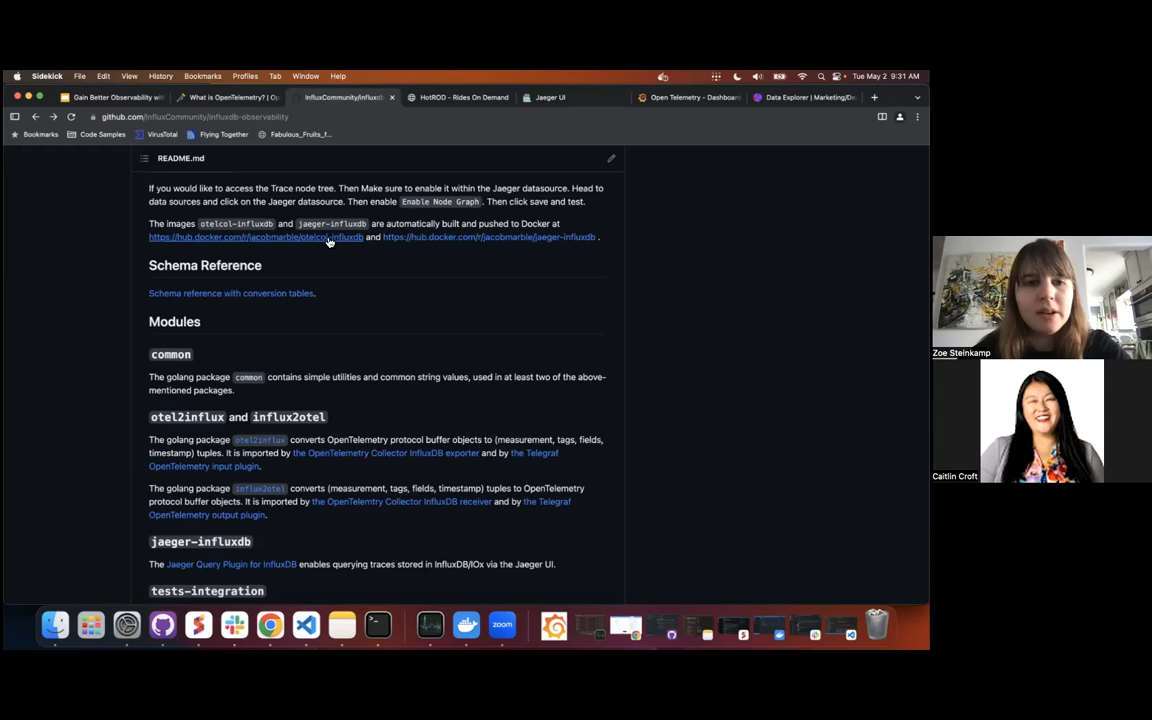 Sidekick File Edit View History Bookmarks Profiles Tab Window Help Tue May 2 9:31 AM
Gain Better Observability wit What is OpenTelemetry? | Op InfluxCommunity/influxdb HotROD - Rides On Demand Jaeger UI Open Telemetry - Dashboard Data Explorer | Marketing/De
github.com/InfluxCommunity/influxdb-observability
Bookmarks Code Samples VirusTotal Flying Together Fabulous_Fruits_f...
README.md
If you would like to access the Trace node tree. Then Make sure to enable it within the Jaeger datasource. Head to
data sources and click on the Jaeger datasource. Then enable Enable Node Graph. Then click save and test.
The images otelcol-influxdb and jaeger-influxdb are automatically built and pushed to Docker at
https://hub.docker.com/r/jacobmarble/otelcol-influxdb and https://hub.docker.com/r/jacobmarble/jaeger-influxdb .
Schema Reference
Schema reference with conversion tables.
Modules
common
The golang package common contains simple utilities and common string values, used in at least two of the above-
mentioned packages.
otel2influx and influx2otel
The golang package otel2influx converts OpenTelemetry protocol buffer objects to (measurement, tags, fields,
timestamp) tuples. It is imported by the OpenTelemetry Collector InfluxDB exporter and by the Telegraf
OpenTelemetry input plugin.
The golang package influx2otel converts (measurement, tags, fields, timestamp) tuples to OpenTelemetry
protocol buffer objects. It is imported by the OpenTelemtry Collector InfluxDB receiver and by the Telegraf
OpenTelemetry output plugin.
jaeger-influxdb
The Jaeger Query Plugin for InfluxDB enables querying traces stored in InfluxDB/IOx via the Jaeger UI.
tests-integration
zoom
Zoe Steinkamp
Caitlin Croft